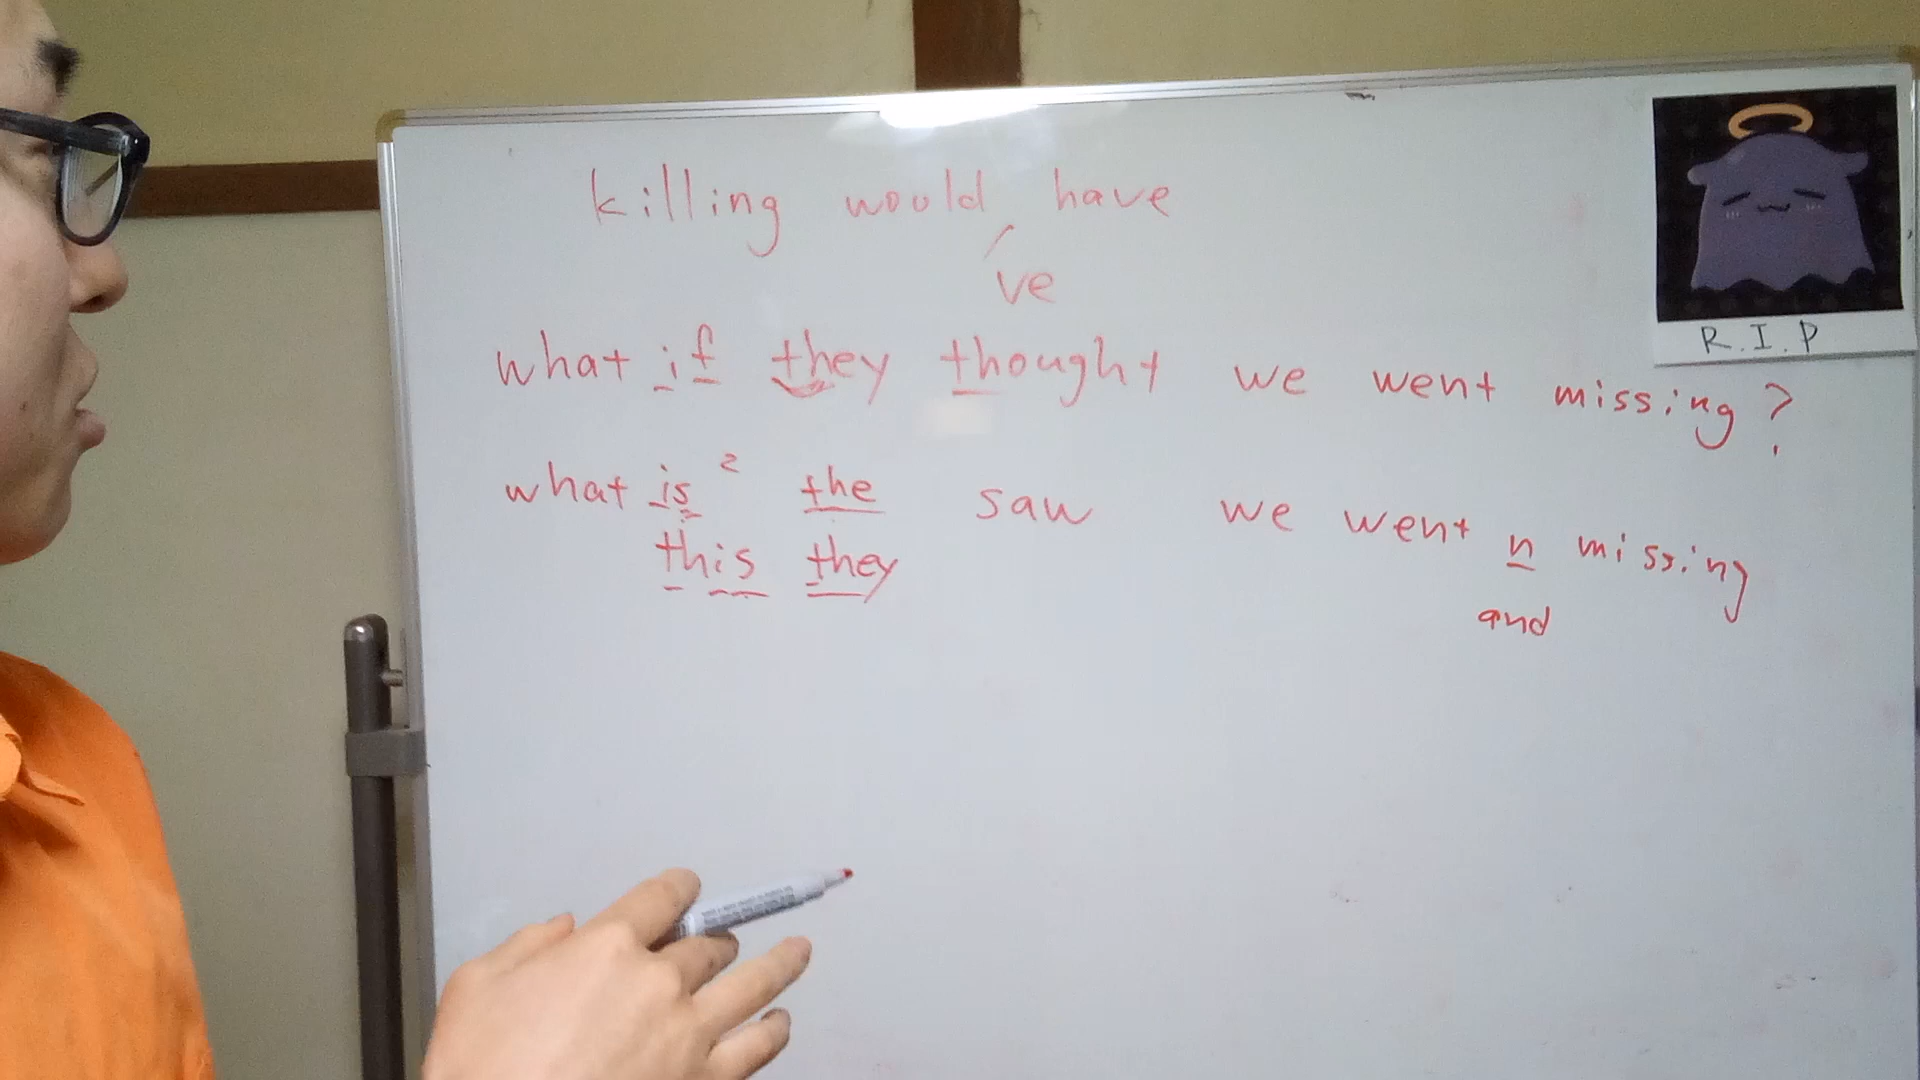 killing would have
've
what if they thought we went missing?
what is 2 the saw we went n missing
this they
and
R.I.P